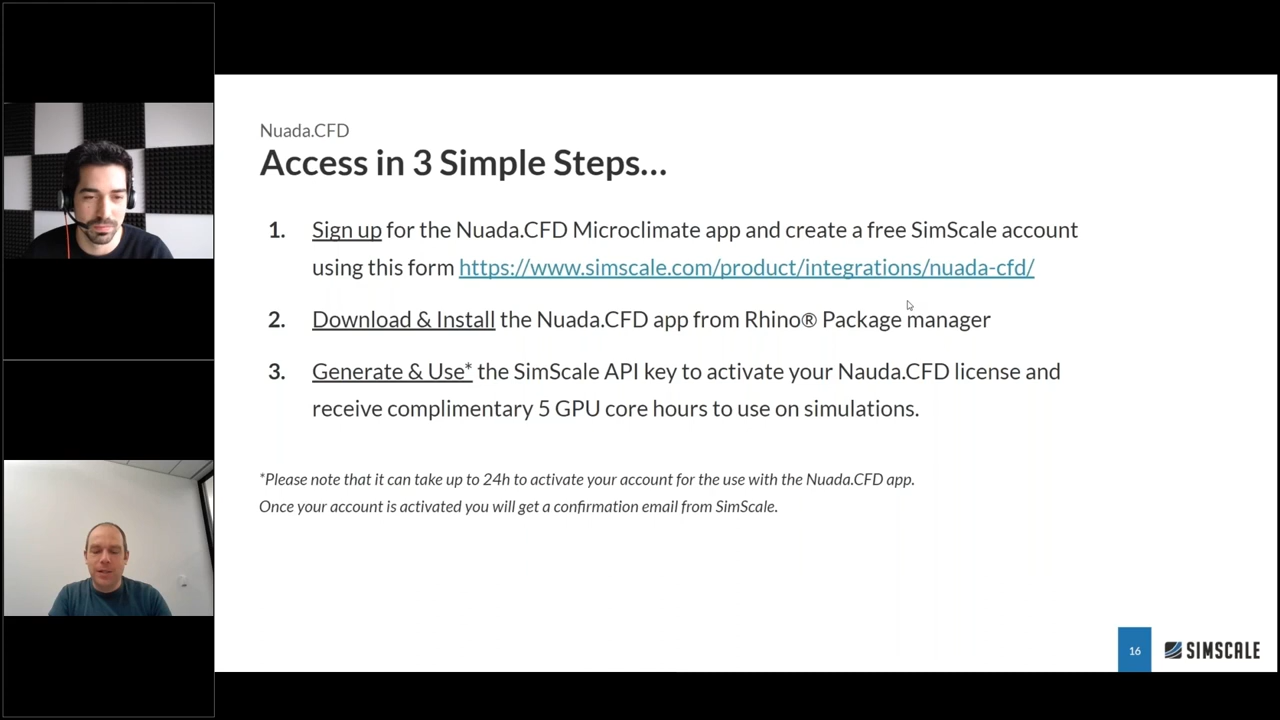 Nuada.CFD
Access in 3 Simple Steps...
1. Sign up for the Nuada.CFD Microclimate app and create a free SimScale account
using this form https://www.simscale.com/product/integrations/nuada-cfd/
2. Download & Install the Nuada.CFD app from Rhino® Package manager
3. Generate & Use* the SimScale API key to activate your Nauda.CFD license and
receive complimentary 5 GPU core hours to use on simulations.
*Please note that it can take up to 24h to activate your account for the use with the Nuada.CFD app.
Once your account is activated you will get a confirmation email from SimScale.
16
SIMSCALE